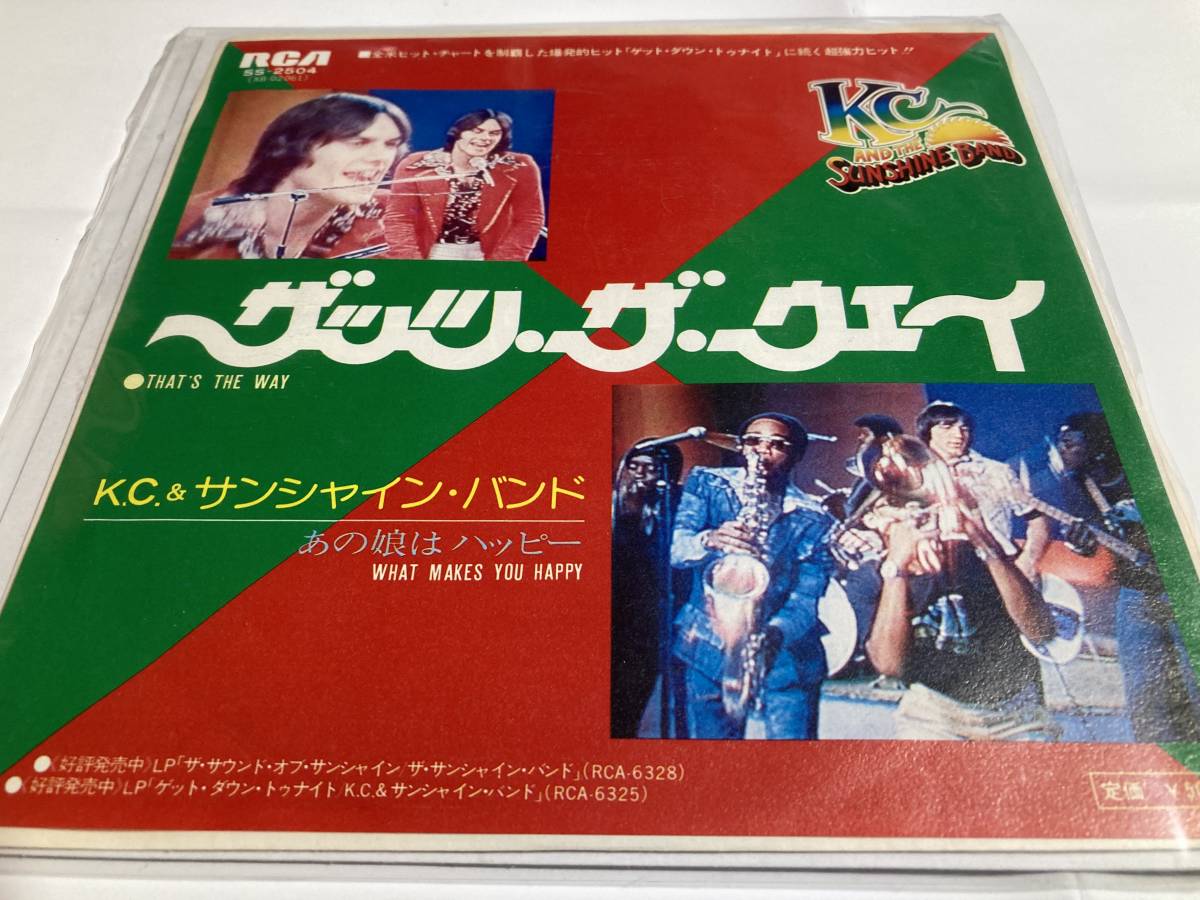 RCA
SS-2504
(XB-02061)
■全米ヒット・チャートを制覇した爆発的ヒット「ゲット・ダウン・トゥナイト」に続く超強力ヒット!!
KC
AND THE
SUNSHINE BAND
ザッツ・ザ・ウェイ
●THAT'S THE WAY
K.C.& サンシャイン・バンド
あの娘は ハッピー
WHAT MAKES YOU HAPPY
●〈好評発売中〉LP「ザ・サウンド・オブ・サンシャイン/ザ・サンシャイン・バンド」(RCA-6328)
●〈好評発売中〉LP「ゲット・ダウン・トゥナイト/K.C.&サンシャイン・バンド」(RCA-6325)
定価 ¥5